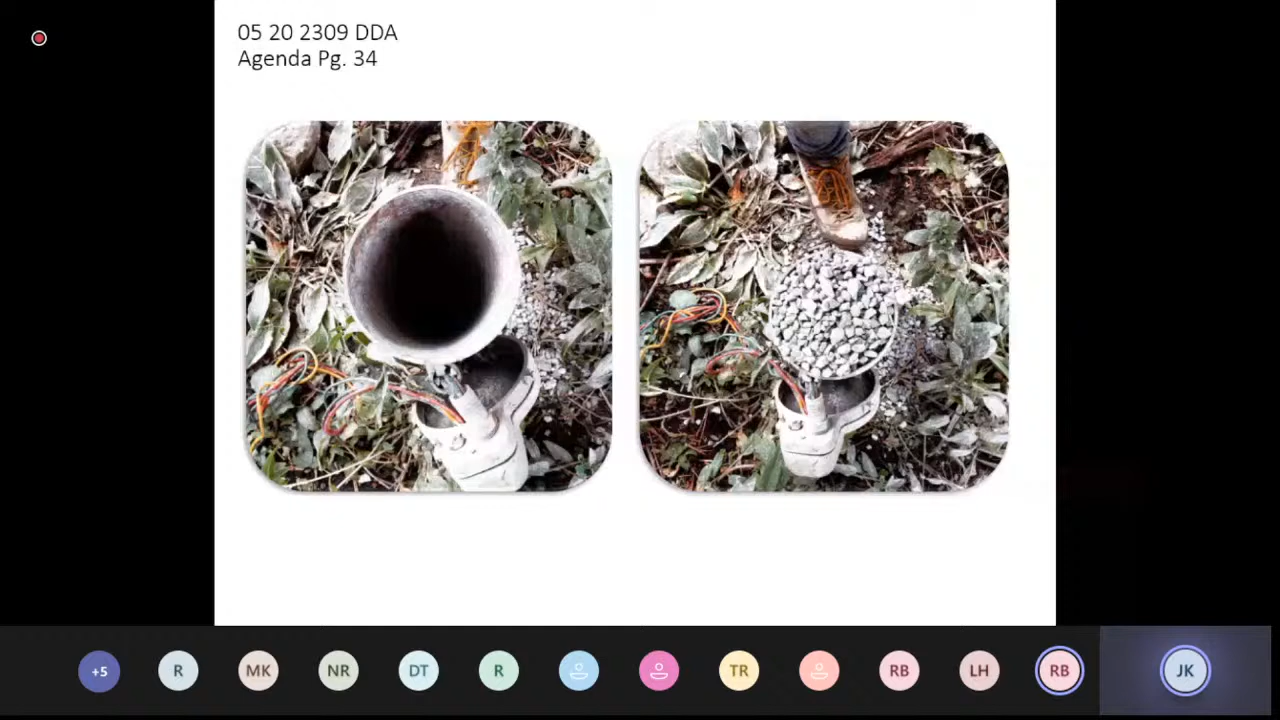 05 20 2309 DDA
Agenda Pg. 34
+5
R
MK
NR
DT
R
TR
RB
LH
RB
JK